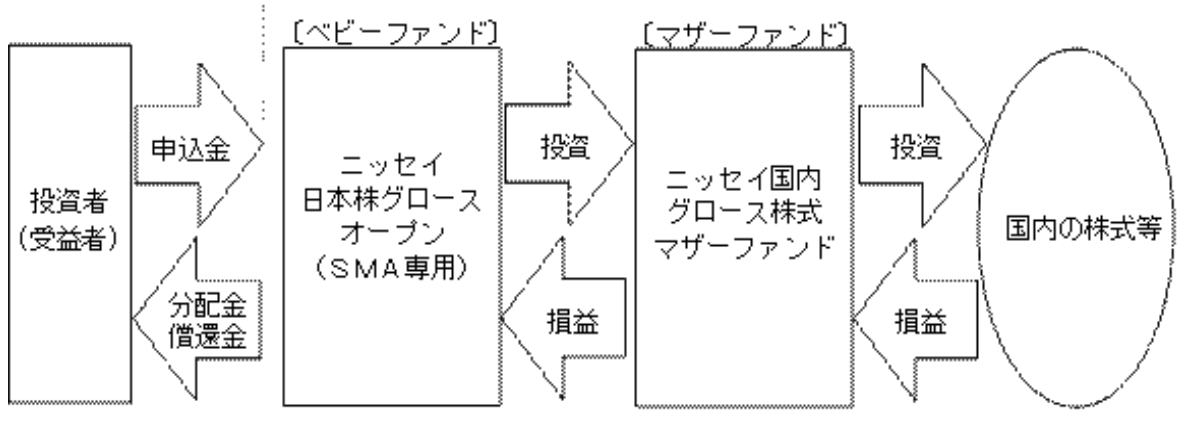 〔ベビーファンド〕
〔マザーファンド〕
投資者
（受益者）
申込金
分配金
償還金
ニッセイ
日本株グロース
オープン
（ＳＭＡ専用）
投資
損益
ニッセイ国内
グロース株式
マザーファンド
投資
損益
国内の株式等